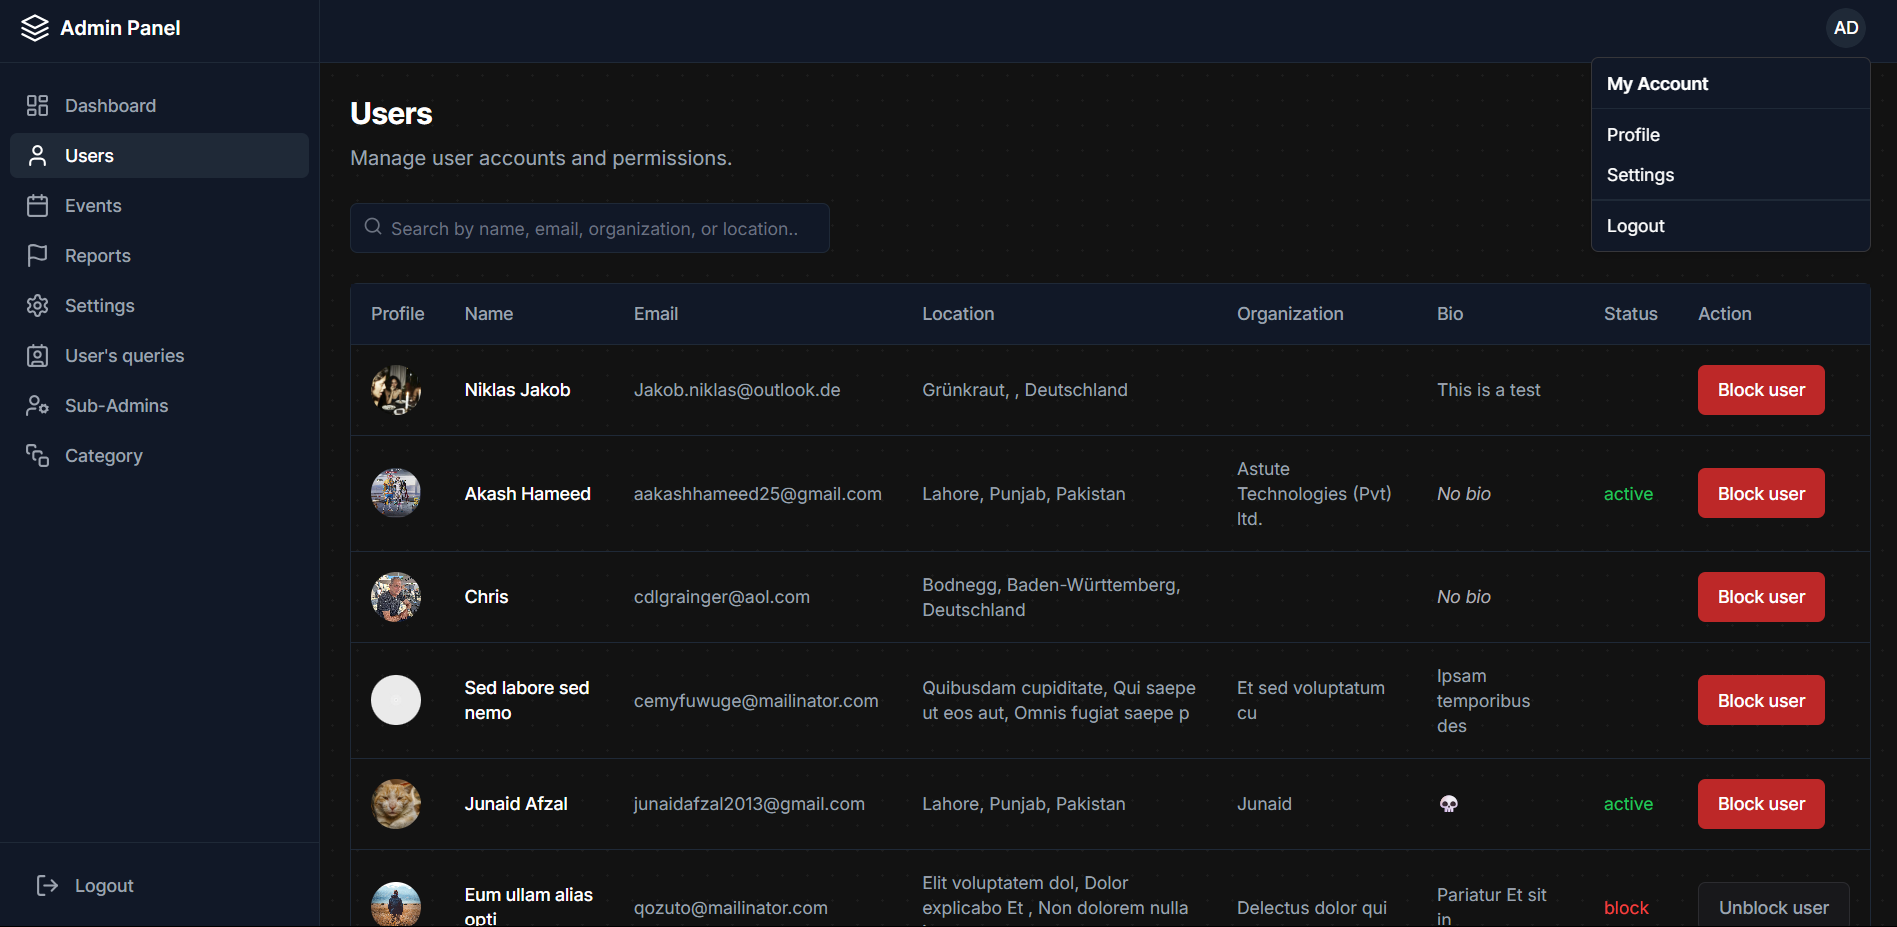 Admin Panel
AD
My Account
Profile
Settings
Logout
Dashboard
Users
Events
Reports
Settings
User's queries
Sub-Admins
Category
Logout
Users
Manage user accounts and permissions.
Search by name, email, organization, or location..
Profile Name Email Location Organization Bio Status Action
Niklas Jakob Jakob.niklas@outlook.de Grünkraut, , Deutschland This is a test Block user
Astute
Akash Hameed aakashhameed25@gmail.com Lahore, Punjab, Pakistan Technologies (Pvt) No bio active Block user
ltd.
Bodnegg, Baden-Württemberg,
Chris cdlgrainger@aol.com No bio Block user
Deutschland
Ipsam
Sed labore sed Quibusdam cupiditate, Qui saepe Et sed voluptatum
cemyfuwuge@mailinator.com temporibus Block user
nemo ut eos aut, Omnis fugiat saepe p cu
des
Junaid Afzal junaidafzal2013@gmail.com Lahore, Punjab, Pakistan Junaid 💀 active Block user
Elit voluptatem dol, Dolor
Eum ullam alias Pariatur Et sit
qozuto@mailinator.com explicabo Et , Non dolorem nulla Delectus dolor qui block Unblock user
opti in